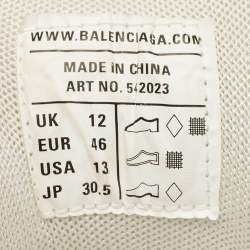 WWW.BALENCIAGA.COM
MADE IN CHINA
ART NO. 542023
UK 12
EUR 46
USA 13
JP 30.5